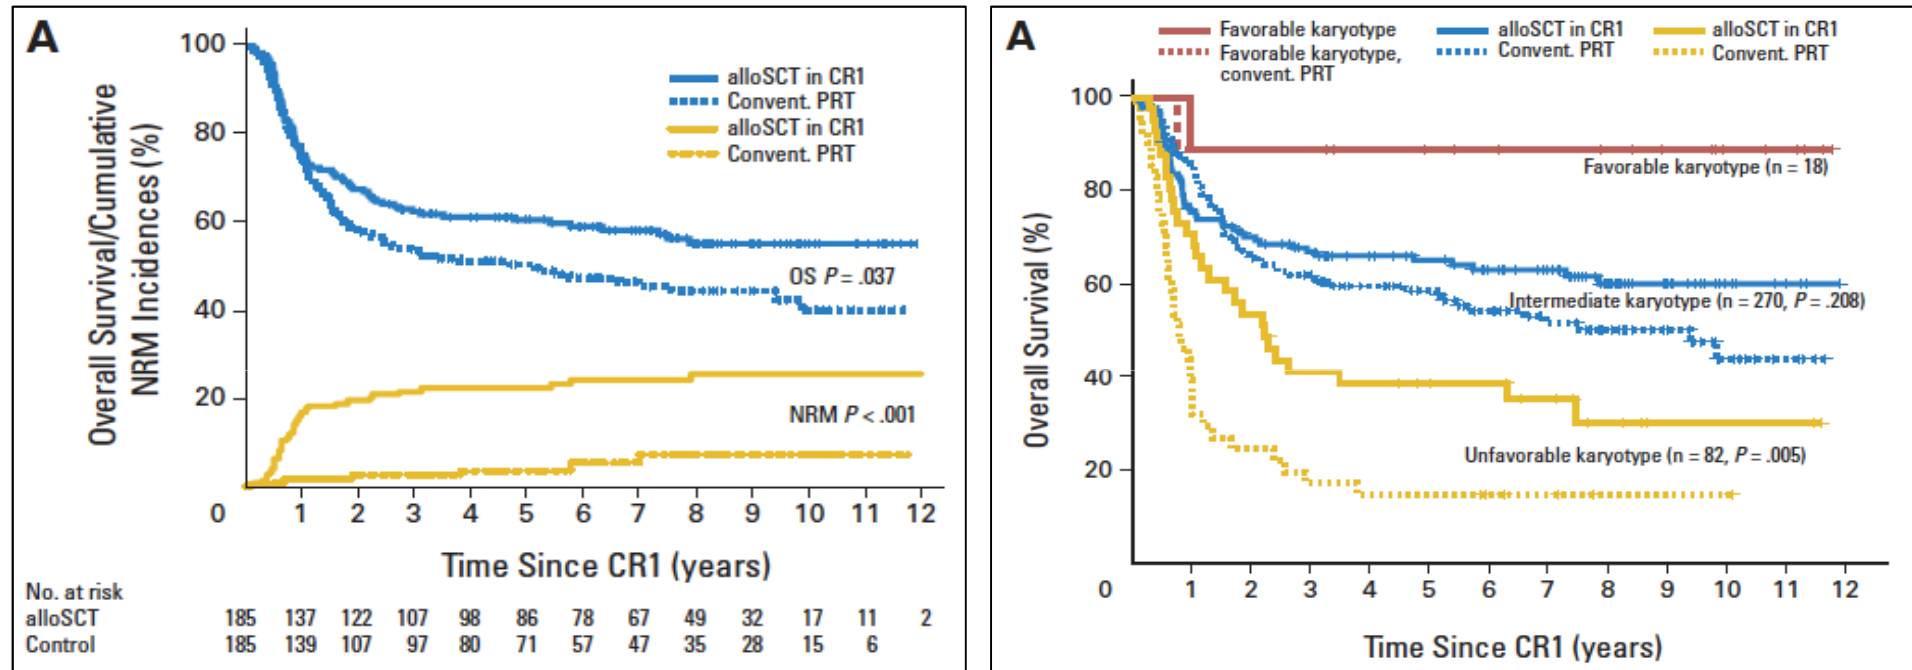 A
Overall Survival/Cumulative
NRM Incidences (%)
100
80
60
40
20
0
alloSCT in CR1
Convent. PRT
alloSCT in CR1
Convent. PRT
OS P = .037
NRM P < .001
1 2 3 4 5 6 7 8 9 10 11 12
Time Since CR1 (years)
No. at risk
alloSCT 185 137 122 107 98 86 78 67 49 32 17 11 2
Control 185 139 107 97 80 71 57 47 35 28 15 6
A
Favorable karyotype
Favorable karyotype,
convent. PRT
alloSCT in CR1
Convent. PRT
alloSCT in CR1
Convent. PRT
Overall Survival (%)
100
80
60
40
20
0
Favorable karyotype (n = 18)
Intermediate karyotype (n = 270, P = .208)
Unfavorable karyotype (n = 82, P = .005)
1 2 3 4 5 6 7 8 9 10 11 12
Time Since CR1 (years)